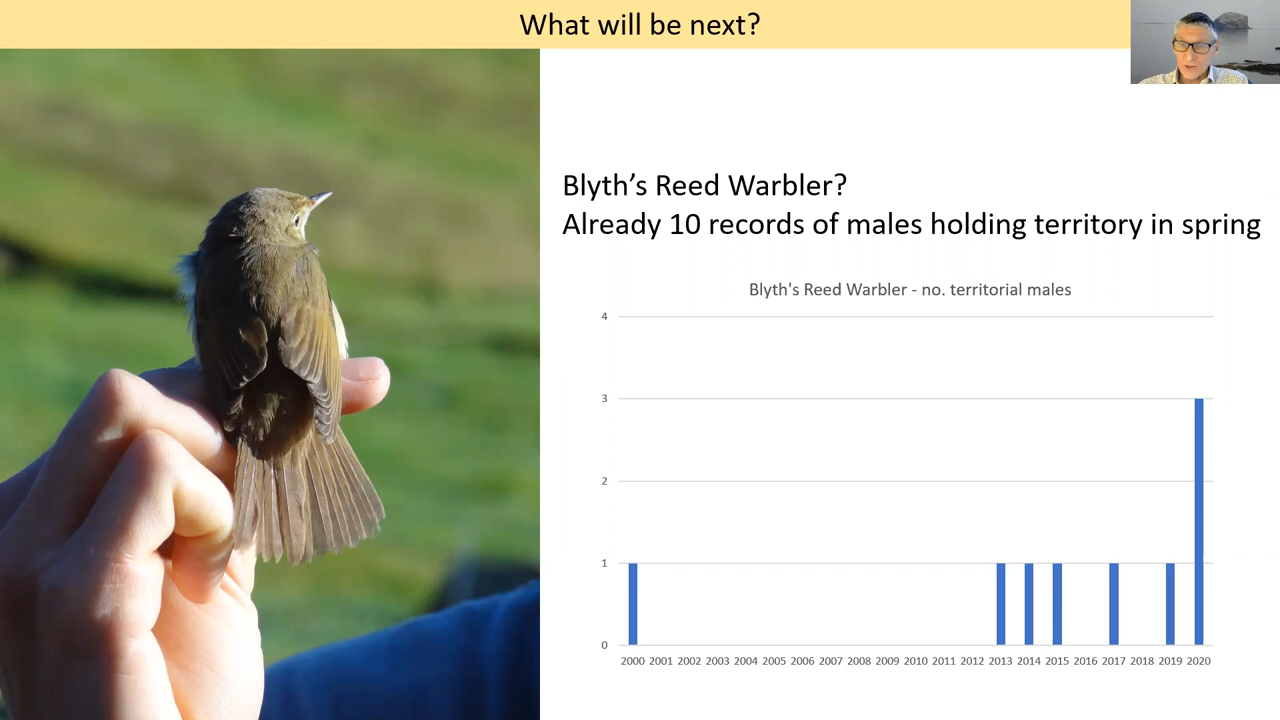 What will be next?
Blyth’s Reed Warbler?
Already 10 records of males holding territory in spring
Blyth's Reed Warbler - no. territorial males
4
3
2
1
0
2000 2001 2002 2003 2004 2005 2006 2007 2008 2009 2010 2011 2012 2013 2014 2015 2016 2017 2018 2019 2020